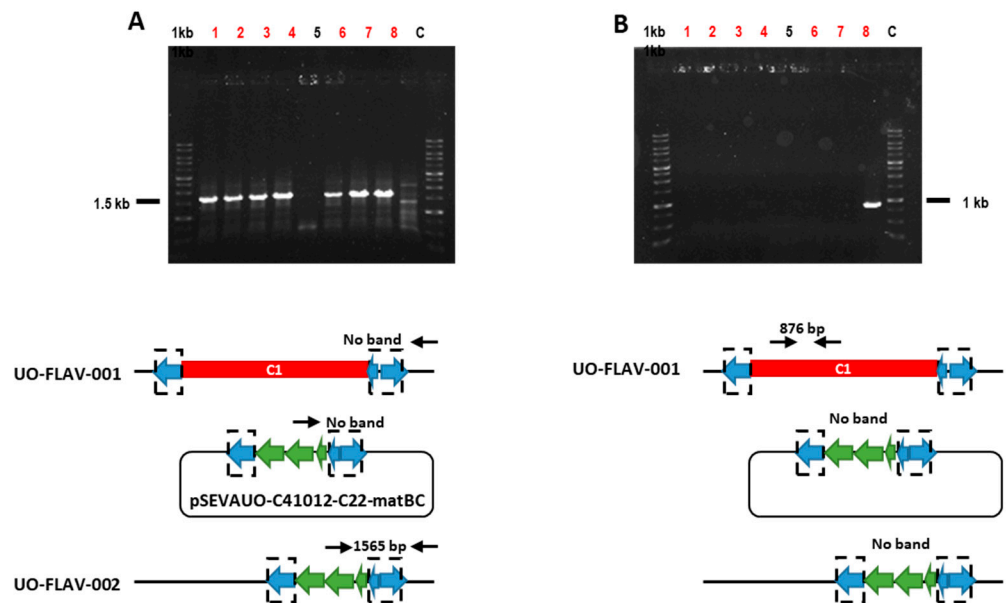 A
1kb 1 2 3 4 5 6 7 8 C
1kb
1.5 kb
No band
UO-FLAV-001
C1
No band
pSEVAUO-C41012-C22-matBC
1565 bp
UO-FLAV-002
B
1kb 1 2 3 4 5 6 7 8 C
1kb
1 kb
876 bp
UO-FLAV-001
C1
No band
No band